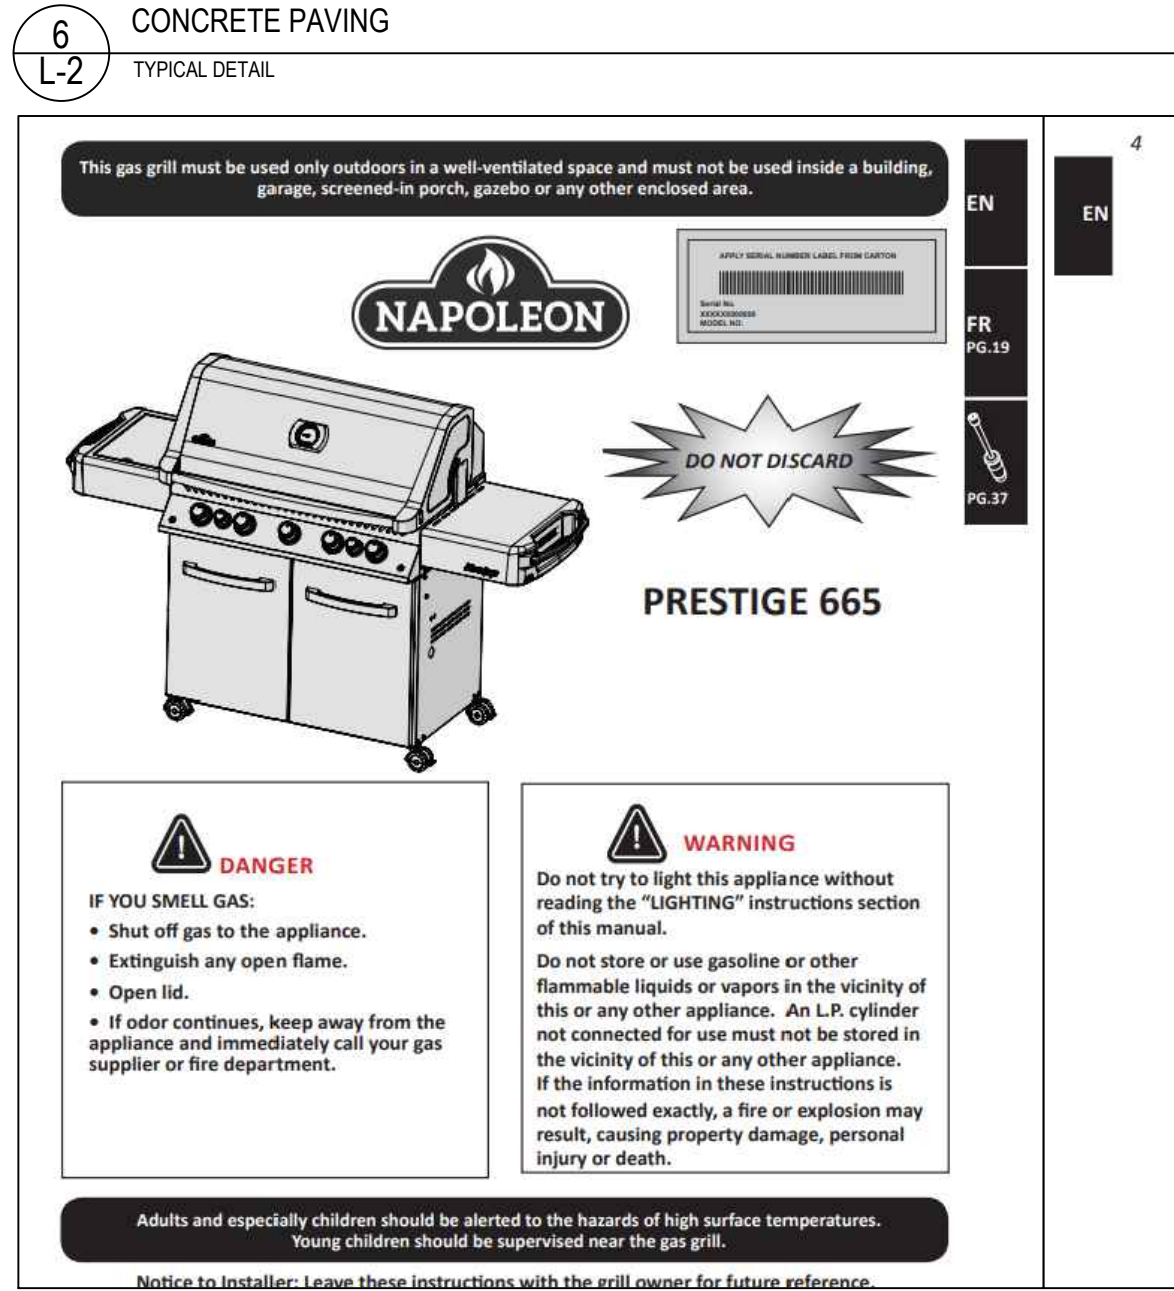 6
L-2
CONCRETE PAVING
TYPICAL DETAIL
This gas grill must be used only outdoors in a well-ventilated space and must not be used inside a building,
garage, screened-in porch, gazebo or any other enclosed area.
NAPOLEON
APPLY SERIAL NUMBER LABEL FROM CARTON
Serial No.
MODEL NO.
EN
FR
PG.19
PG.37
4
EN
DO NOT DISCARD
PRESTIGE 665
DANGER
IF YOU SMELL GAS:
• Shut off gas to the appliance.
• Extinguish any open flame.
• Open lid.
• If odor continues, keep away from the
appliance and immediately call your gas
supplier or fire department.
WARNING
Do not try to light this appliance without
reading the “LIGHTING” instructions section
of this manual.
Do not store or use gasoline or other
flammable liquids or vapors in the vicinity of
this or any other appliance. An L.P. cylinder
not connected for use must not be stored in
the vicinity of this or any other appliance.
If the information in these instructions is
not followed exactly, a fire or explosion may
result, causing property damage, personal
injury or death.
Adults and especially children should be alerted to the hazards of high surface temperatures.
Young children should be supervised near the gas grill.
Notice to Installer: Leave these instructions with the grill owner for future reference.